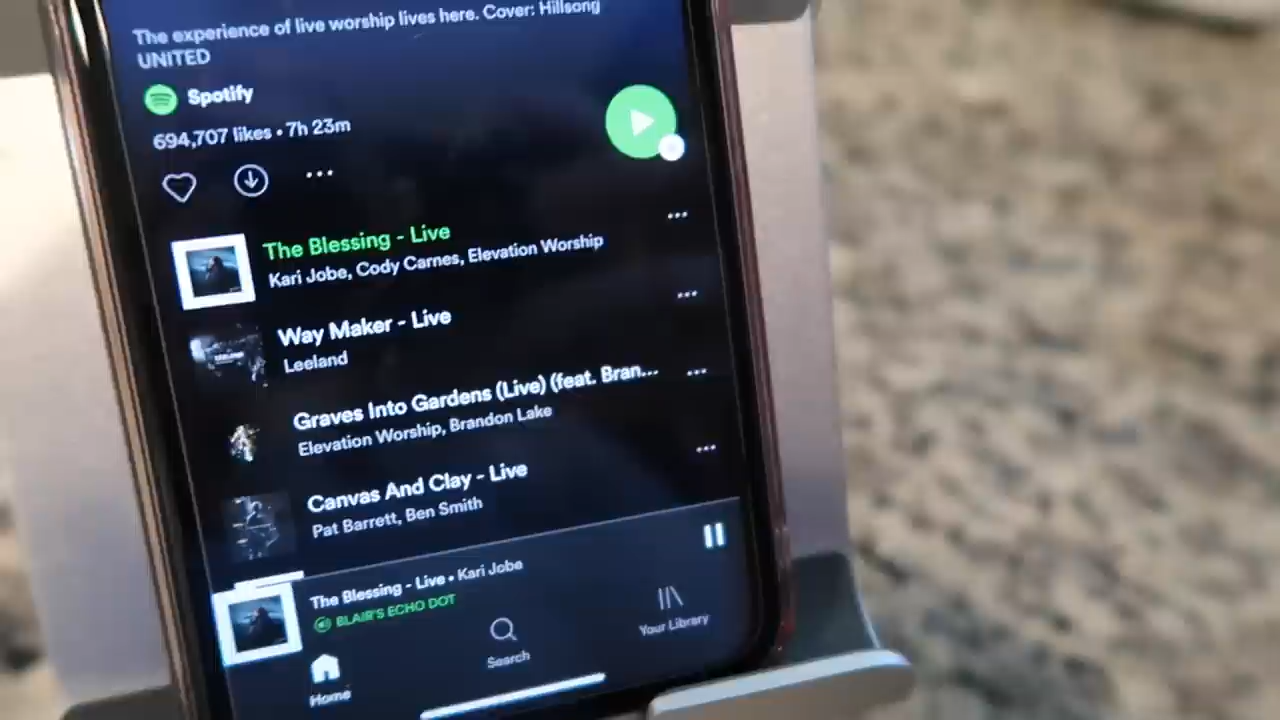 The experience of live worship lives here. Cover: Hillsong
UNITED
Spotify
694,707 likes • 7h 23m
The Blessing - Live
Kari Jobe, Cody Carnes, Elevation Worship
Way Maker - Live
Leeland
Graves Into Gardens (Live) (feat. Bran...
Elevation Worship, Brandon Lake
Canvas And Clay - Live
Pat Barrett, Ben Smith
The Blessing - Live • Kari Jobe
BLAIR'S ECHO DOT
Home
Search
Your Library